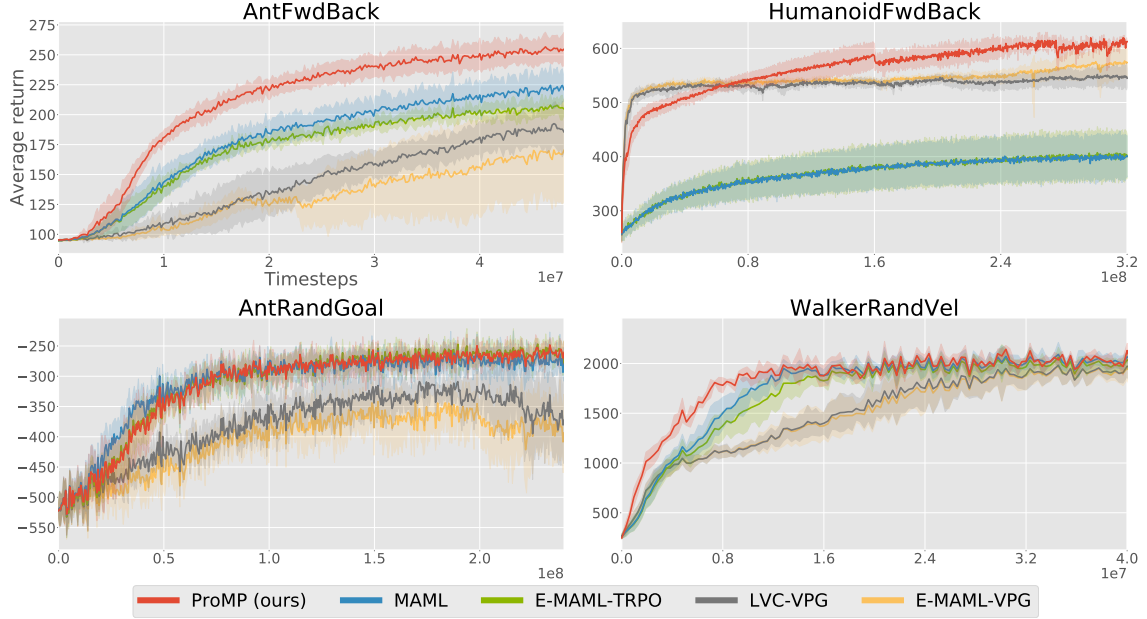 AntFwdBack
HumanoidFwdBack
Average return
275
250
225
200
175
150
125
100
0
1
2
3
4
1e7
Timesteps
600
500
400
300
0.0
0.8
1.6
2.4
3.2
1e8
AntRandGoal
WalkerRandVel
−250
−300
−350
−400
−450
−500
−550
0.0
0.5
1.0
1.5
2.0
1e8
2000
1500
1000
500
0.0
0.8
1.6
2.4
3.2
4.0
1e7
ProMP (ours)
MAML
E-MAML-TRPO
LVC-VPG
E-MAML-VPG